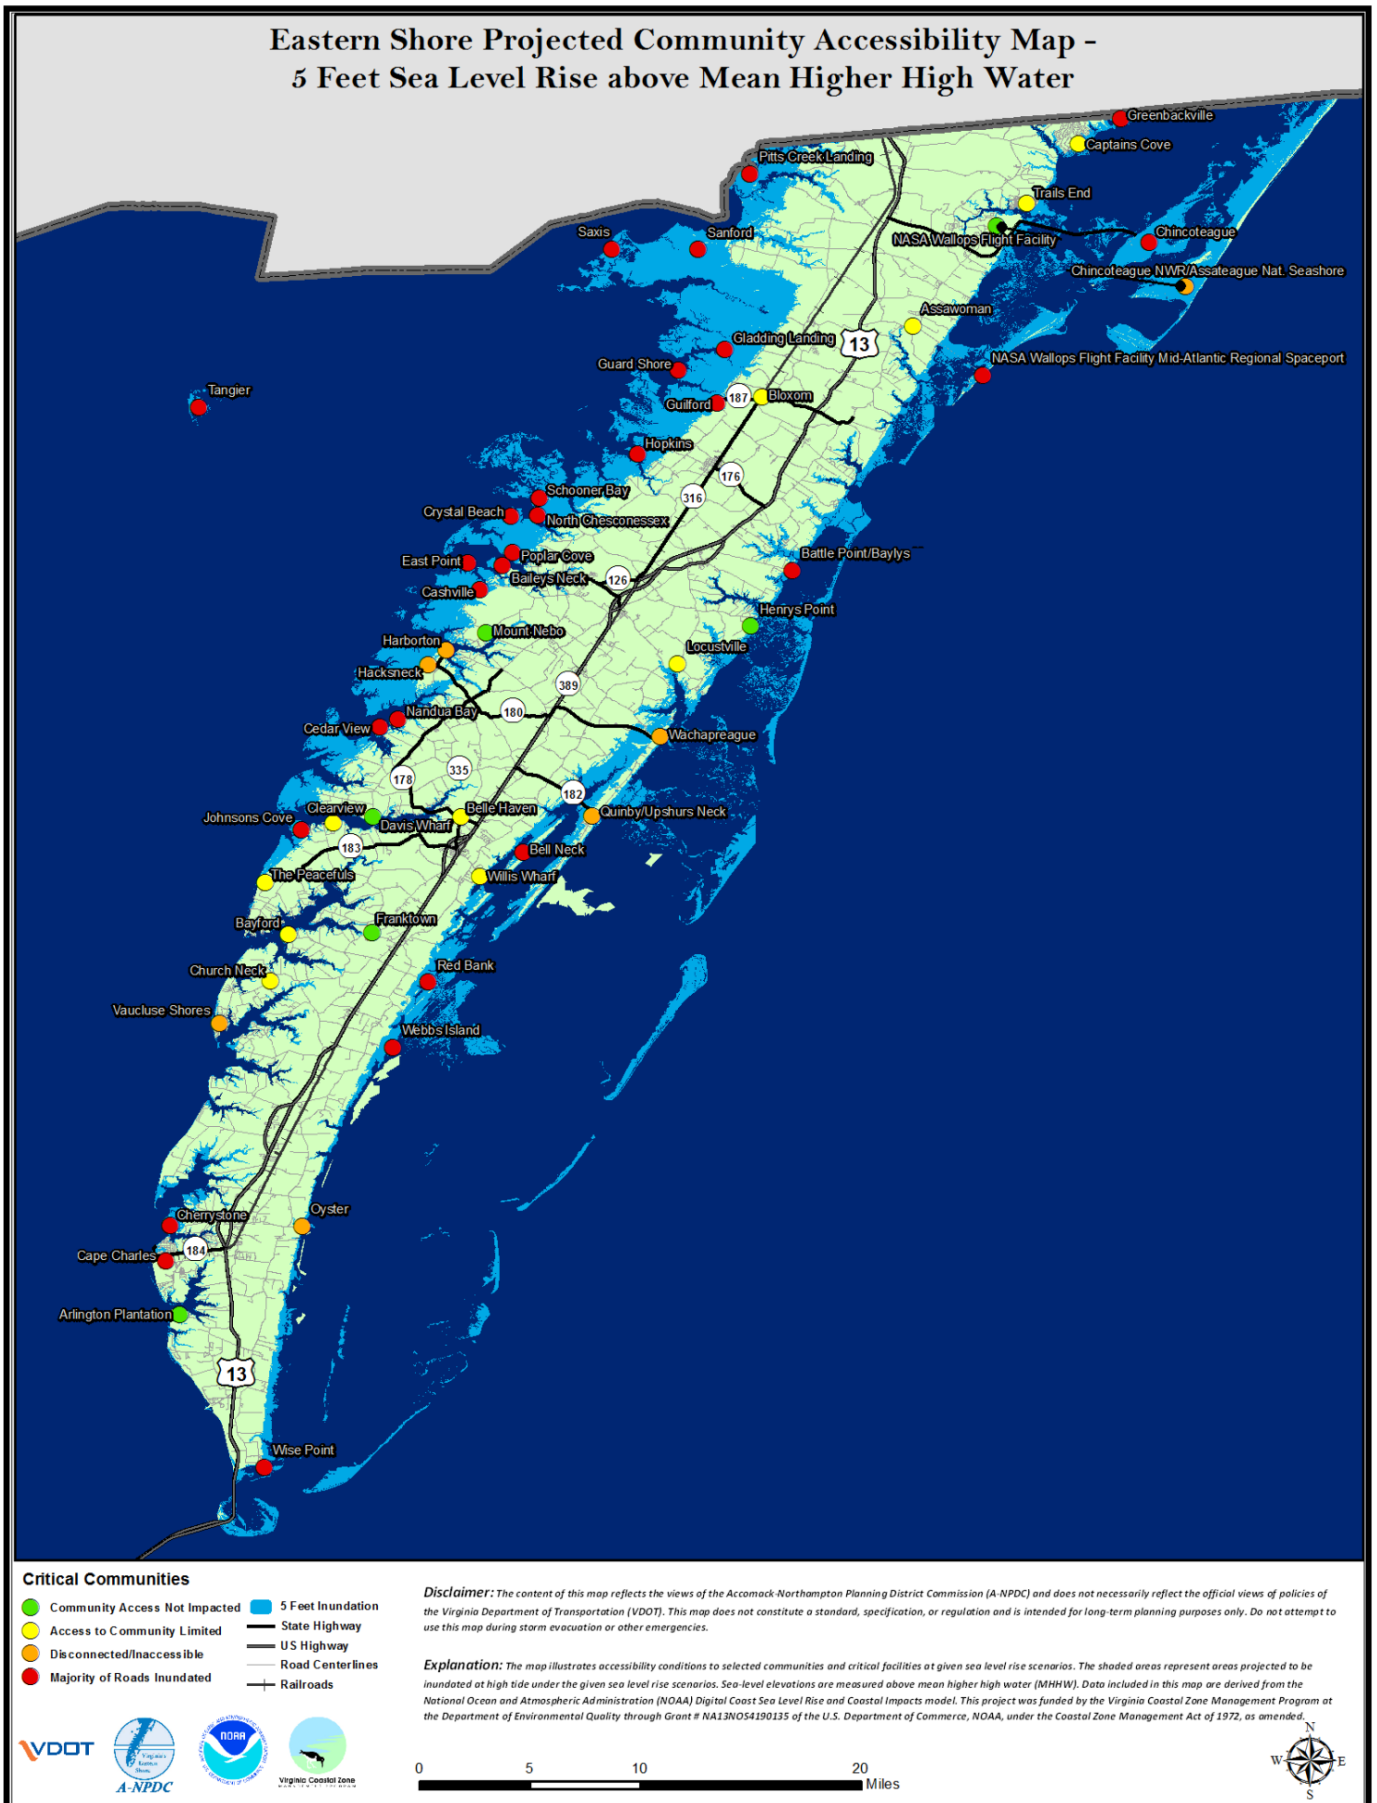 Eastern Shore Projected Community Accessibility Map -
5 Feet Sea Level Rise above Mean Higher High Water
Greenbackville
Captains Cove
Pitts Creek Landing
Trails End
Saxis
Sanford
NASA Wallops Flight Facility
Chincoteague
Chincoteague NWR/Assateague Nat. Seashore
Assawoman
Gladding Landing
13
Guard Shore
NASA Wallops Flight Facility Mid-Atlantic Regional Spaceport
Tangier
Guilford
187
Bloxom
Hopkins
176
Schooner Bay
316
Crystal Beach
North Chesconessex
East Point
Poplar Cove
Battle Point/Baylys
Baileys Neck
126
Cashville
Henrys Point
Mount Nebo
Harborton
Locustville
Hacksneck
389
Nandua Bay
180
Cedar View
Wachapreague
178
335
182
Clearview
Belle Haven
Johnsons Cove
Davis Wharf
Quinby/Upshurs Neck
183
Bell Neck
The Peacefuls
Willis Wharf
Bayford
Franktown
Church Neck
Red Bank
Vaucluse Shores
Webbs Island
Cherrystone
Oyster
Cape Charles
184
Arlington Plantation
13
Wise Point
Critical Communities
Community Access Not Impacted
Access to Community Limited
Disconnected/Inaccessible
Majority of Roads Inundated
5 Feet Inundation
State Highway
US Highway
Road Centerlines
Railroads
Disclaimer: The content of this map reflects the views of the Accomack-Northampton Planning District Commission (A-NPDC) and does not necessarily reflect the official views of policies of
the Virginia Department of Transportation (VDOT). This map does not constitute a standard, specification, or regulation and is intended for long-term planning purposes only. Do not attempt to
use this map during storm evacuation or other emergencies.
Explanation: The map illustrates accessibility conditions to selected communities and critical facilities at given sea level rise scenarios. The shaded areas represent areas projected to be
inundated at high tide under the given sea level rise scenarios. Sea-level elevations are measured above mean higher high water (MHHW). Data included in this map are derived from the
National Ocean and Atmospheric Administration (NOAA) Digital Coast Sea Level Rise and Coastal Impacts model. This project was funded by the Virginia Coastal Zone Management Program at
the Department of Environmental Quality through Grant # NA13NOS4190135 of the U.S. Department of Commerce, NOAA, under the Coastal Zone Management Act of 1972, as amended.
VDOT
Virginia's
Eastern
Shore
A-NPDC
NOAA
Virginia Coastal Zone
0 5 10 20
Miles
N
W E
S